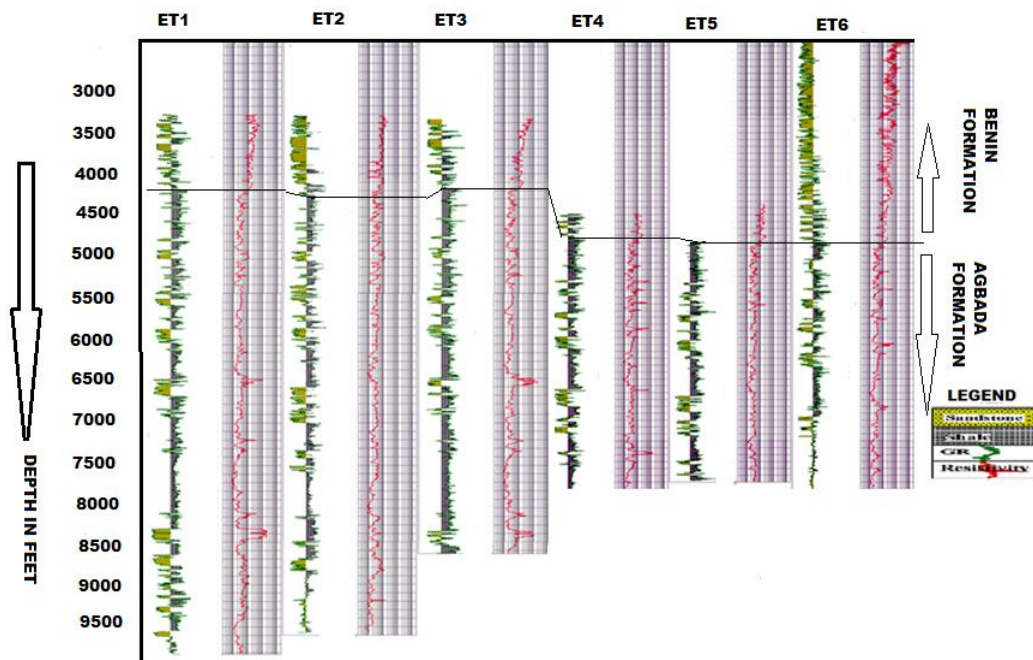 ET1 ET2 ET3 ET4 ET5 ET6
3000
3500
4000
4500
5000
5500
6000
6500
7000
7500
8000
8500
9000
9500
DEPTH IN FEET
BENIN
FORMATION
AGBADA
FORMATION
LEGEND
Sandstone
Shale
GR
Resistivity